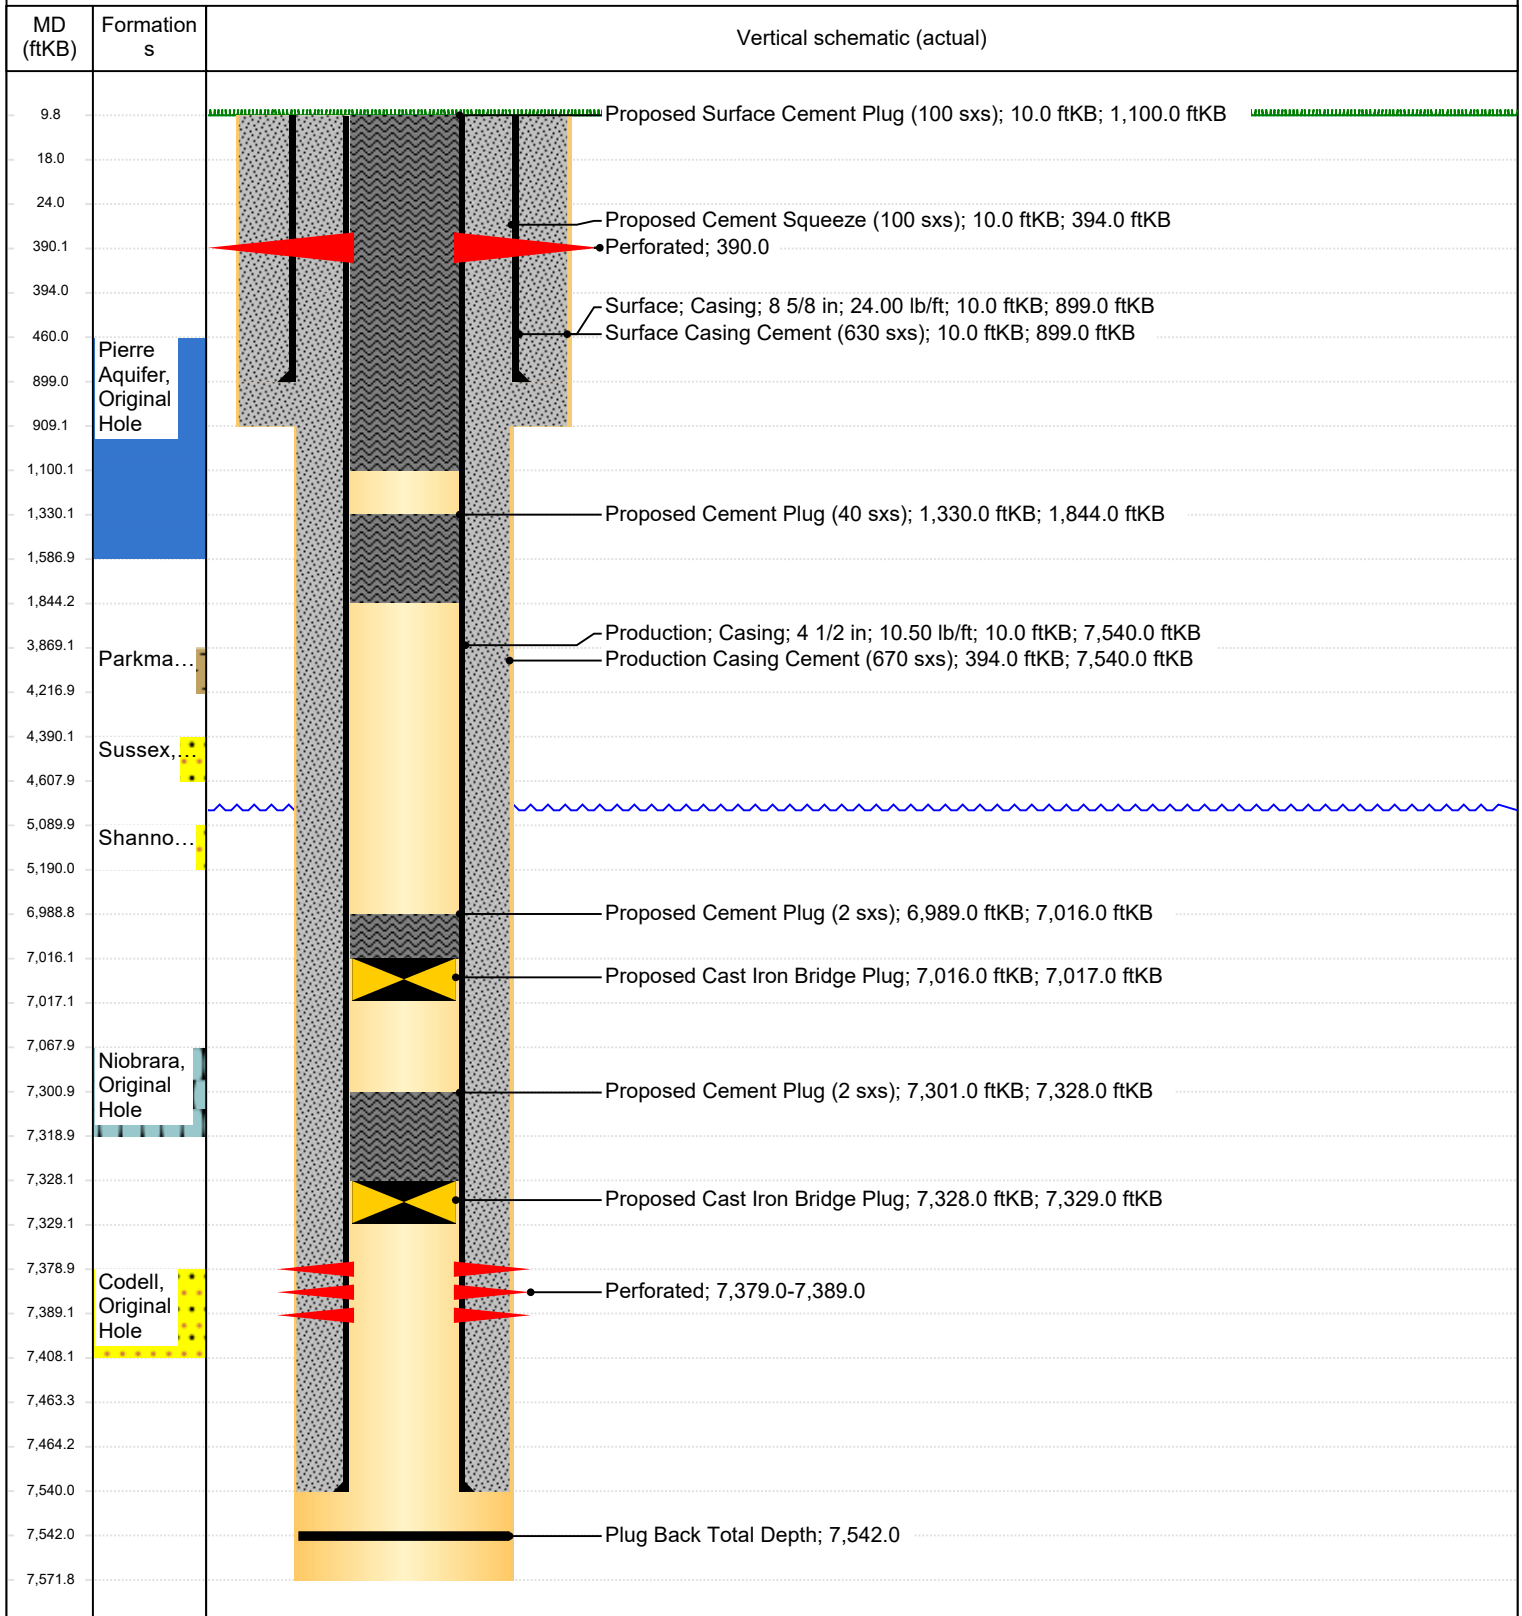 MD
(ftKB)
Formation
s
Vertical schematic (actual)
9.8
Proposed Surface Cement Plug (100 sxs); 10.0 ftKB; 1,100.0 ftKB
18.0
24.0
Proposed Cement Squeeze (100 sxs); 10.0 ftKB; 394.0 ftKB
390.1
Perforated; 390.0
394.0
Surface; Casing; 8 5/8 in; 24.00 lb/ft; 10.0 ftKB; 899.0 ftKB
460.0
Surface Casing Cement (630 sxs); 10.0 ftKB; 899.0 ftKB
Pierre
Aquifer,
Original
Hole
899.0
909.1
1,100.1
1,330.1
Proposed Cement Plug (40 sxs); 1,330.0 ftKB; 1,844.0 ftKB
1,586.9
1,844.2
Production; Casing; 4 1/2 in; 10.50 lb/ft; 10.0 ftKB; 7,540.0 ftKB
3,869.1
Parkma...
Production Casing Cement (670 sxs); 394.0 ftKB; 7,540.0 ftKB
4,216.9
4,390.1
Sussex,...
4,607.9
5,089.9
Shanno...
5,190.0
6,988.8
Proposed Cement Plug (2 sxs); 6,989.0 ftKB; 7,016.0 ftKB
7,016.1
Proposed Cast Iron Bridge Plug; 7,016.0 ftKB; 7,017.0 ftKB
7,017.1
7,067.9
Niobrara,
Original
Hole
7,300.9
Proposed Cement Plug (2 sxs); 7,301.0 ftKB; 7,328.0 ftKB
7,318.9
7,328.1
Proposed Cast Iron Bridge Plug; 7,328.0 ftKB; 7,329.0 ftKB
7,329.1
7,378.9
Codell,
Original
Hole
Perforated; 7,379.0-7,389.0
7,389.1
7,408.1
7,463.3
7,464.2
7,540.0
7,542.0
Plug Back Total Depth; 7,542.0
7,571.8